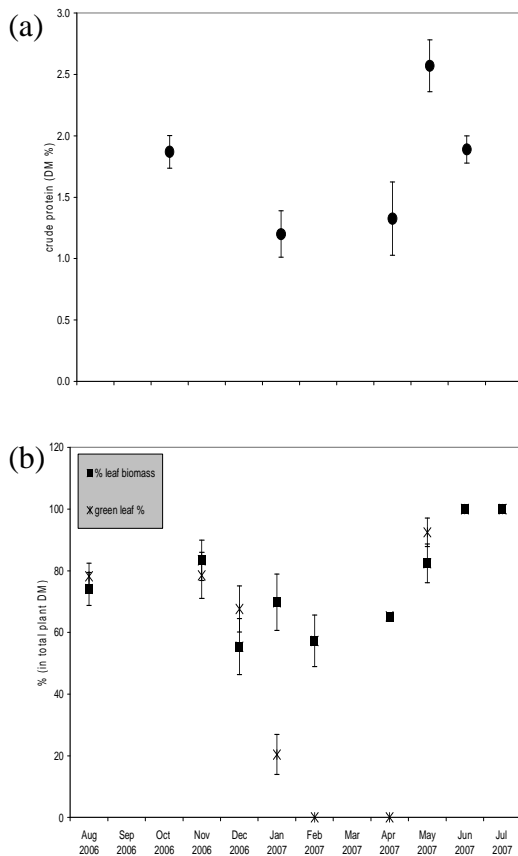 (a)
3.0
2.5
2.0
1.5
1.0
0.5
0.0
crude protein (DM %)
Aug Sep Oct Nov Dec Jan Feb Mar Apr May Jun Jul
2006 2006 2006 2006 2006 2007 2007 2007 2007 2007 2007 2007
(b)
120
100
80
60
40
20
0
% (in total plant DM)
% leaf biomass
green leaf %